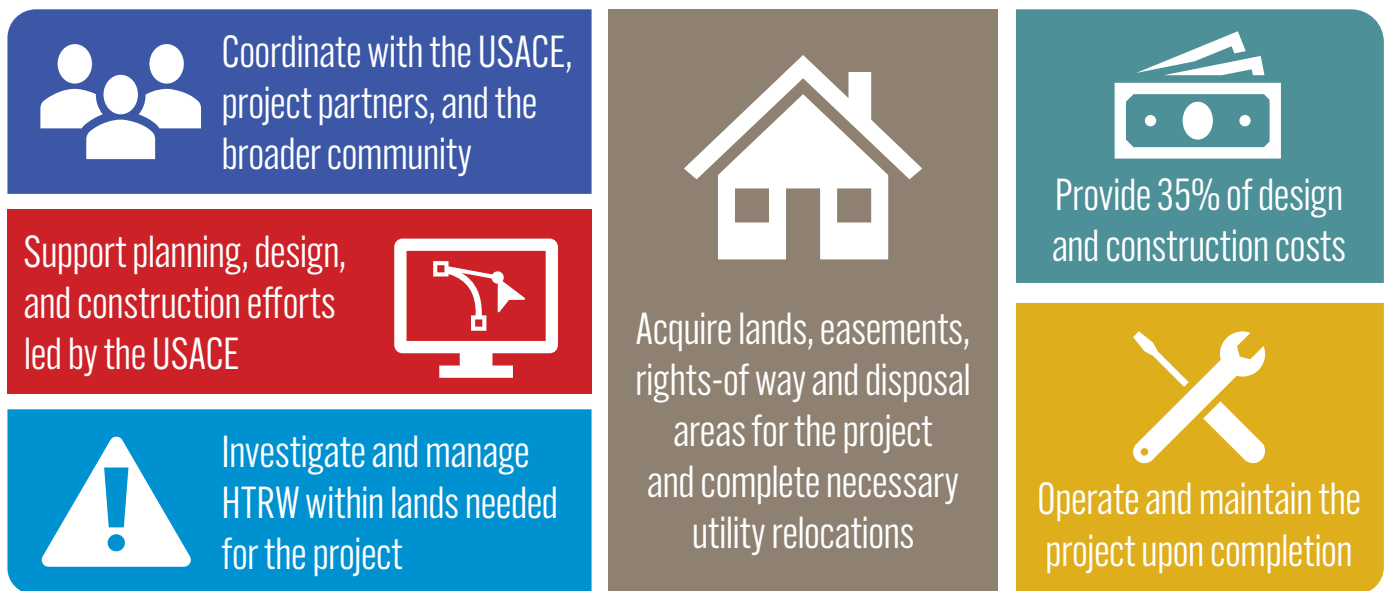 Coordinate with the USACE,
project partners, and the
broader community
Support planning, design,
and construction efforts
led by the USACE
Investigate and manage
HTRW within lands needed
for the project
Acquire lands, easements,
rights-of way and disposal
areas for the project
and complete necessary
utility relocations
Provide 35% of design
and construction costs
Operate and maintain the
project upon completion